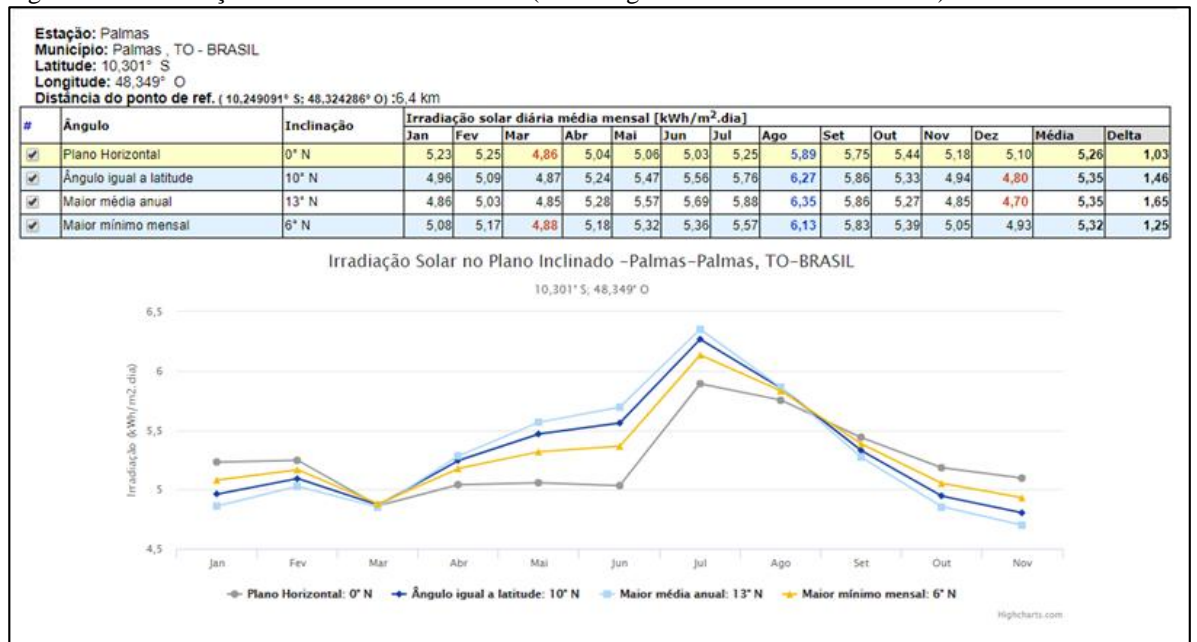 Estação: Palmas
Município: Palmas , TO - BRASIL
Latitude: 10,301° S
Longitude: 48,349° O
Distância do ponto de ref. ( 10,249091° S; 48,324286° O) :6,4 km
# Ângulo Inclinação Irradiação solar diária média mensal [kWh/m².dia]
Jan Fev Mar Abr Mai Jun Jul Ago Set Out Nov Dez Média Delta
Plano Horizontal 0° N 5,23 5,25 4,86 5,04 5,06 5,03 5,25 5,89 5,75 5,44 5,18 5,10 5,26 1,03
Ângulo igual a latitude 10° N 4,96 5,09 4,87 5,24 5,47 5,56 5,76 6,27 5,86 5,33 4,94 4,80 5,35 1,46
Maior média anual 13° N 4,86 5,03 4,85 5,28 5,57 5,69 5,88 6,35 5,86 5,27 4,85 4,70 5,35 1,65
Maior mínimo mensal 6° N 5,08 5,17 4,88 5,18 5,32 5,36 5,57 6,13 5,83 5,39 5,05 4,93 5,32 1,25
Irradiação Solar no Plano Inclinado -Palmas-Palmas, TO-BRASIL
10,301° S; 48,349° O
Irradiação (kWh/m2.dia)
6,5
6
5,5
5
4,5
Jan Fev Mar Abr Mai Jun Jul Ago Set Out Nov
Plano Horizontal: 0° N Ângulo igual a latitude: 10° N Maior média anual: 13° N Maior mínimo mensal: 6° N
Highcharts.com